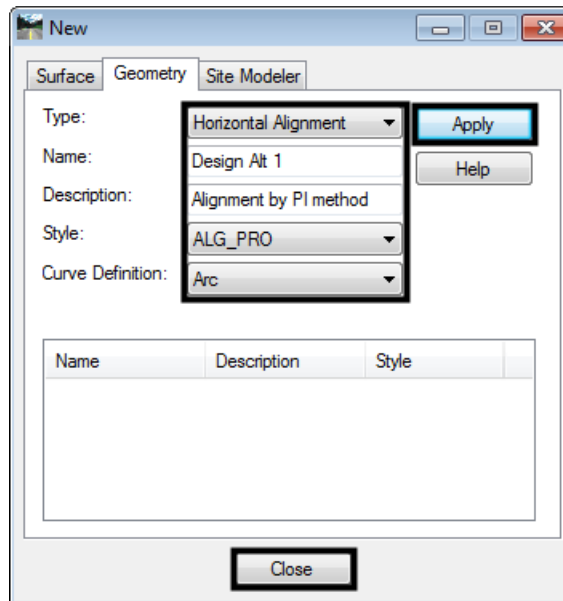 New
Surface Geometry Site Modeler
Type: Horizontal Alignment Apply
Name: Design Alt 1 Help
Description: Alignment by PI method
Style: ALG_PRO
Curve Definition: Arc
Name Description Style
Close